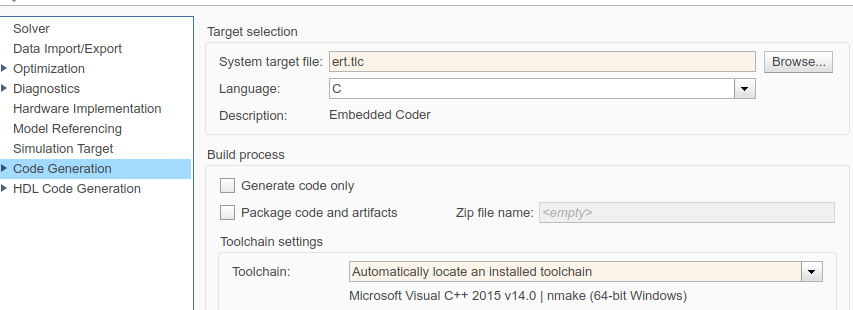 Solver
Data Import/Export
Optimization
Diagnostics
Hardware Implementation
Model Referencing
Simulation Target
Code Generation
HDL Code Generation
Target selection
System target file: ert.tlc Browse...
Language: C
Description: Embedded Coder
Build process
Generate code only
Package code and artifacts Zip file name: <empty>
Toolchain settings
Toolchain: Automatically locate an installed toolchain
Microsoft Visual C++ 2015 v14.0 | nmake (64-bit Windows)